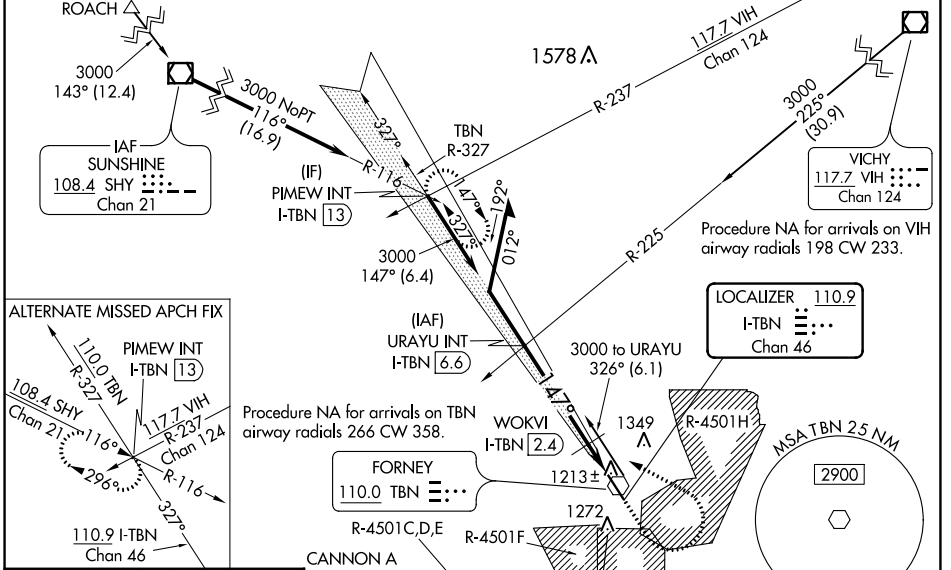 ROACH
3000
143° (12.4)
IAF
SUNSHINE
108.4 SHY
Chan 21
3000 NoPT
116°
(16.9)
R-116
(IF)
PIMEW INT
I-TBN 13
327°
TBN
R-327
1578
117.7 VIH
Chan 124
R-237
3000
225°
(30.9)
VICHY
117.7 VIH
Chan 124
Procedure NA for arrivals on VIH
airway radials 198 CW 233.
R-225
147°
327°
192°
012°
3000
147° (6.4)
(IAF)
URAYU INT
I-TBN 6.6
LOCALIZER 110.9
I-TBN
Chan 46
3000 to URAYU
326° (6.1)
147°
WOKVI
I-TBN 2.4
1349
R-4501H
1213±
Procedure NA for arrivals on TBN
airway radials 266 CW 358.
FORNEY
110.0 TBN
1272
R-4501C,D,E
R-4501F
CANNON A
MSA TBN 25 NM
2900
ALTERNATE MISSED APCH FIX
110.0 TBN
R-327
PIMEW INT
I-TBN 13
108.4 SHY
Chan 21
116°
117.7 VIH
R-237
Chan 124
296°
R-116
327°
110.9 I-TBN
Chan 46